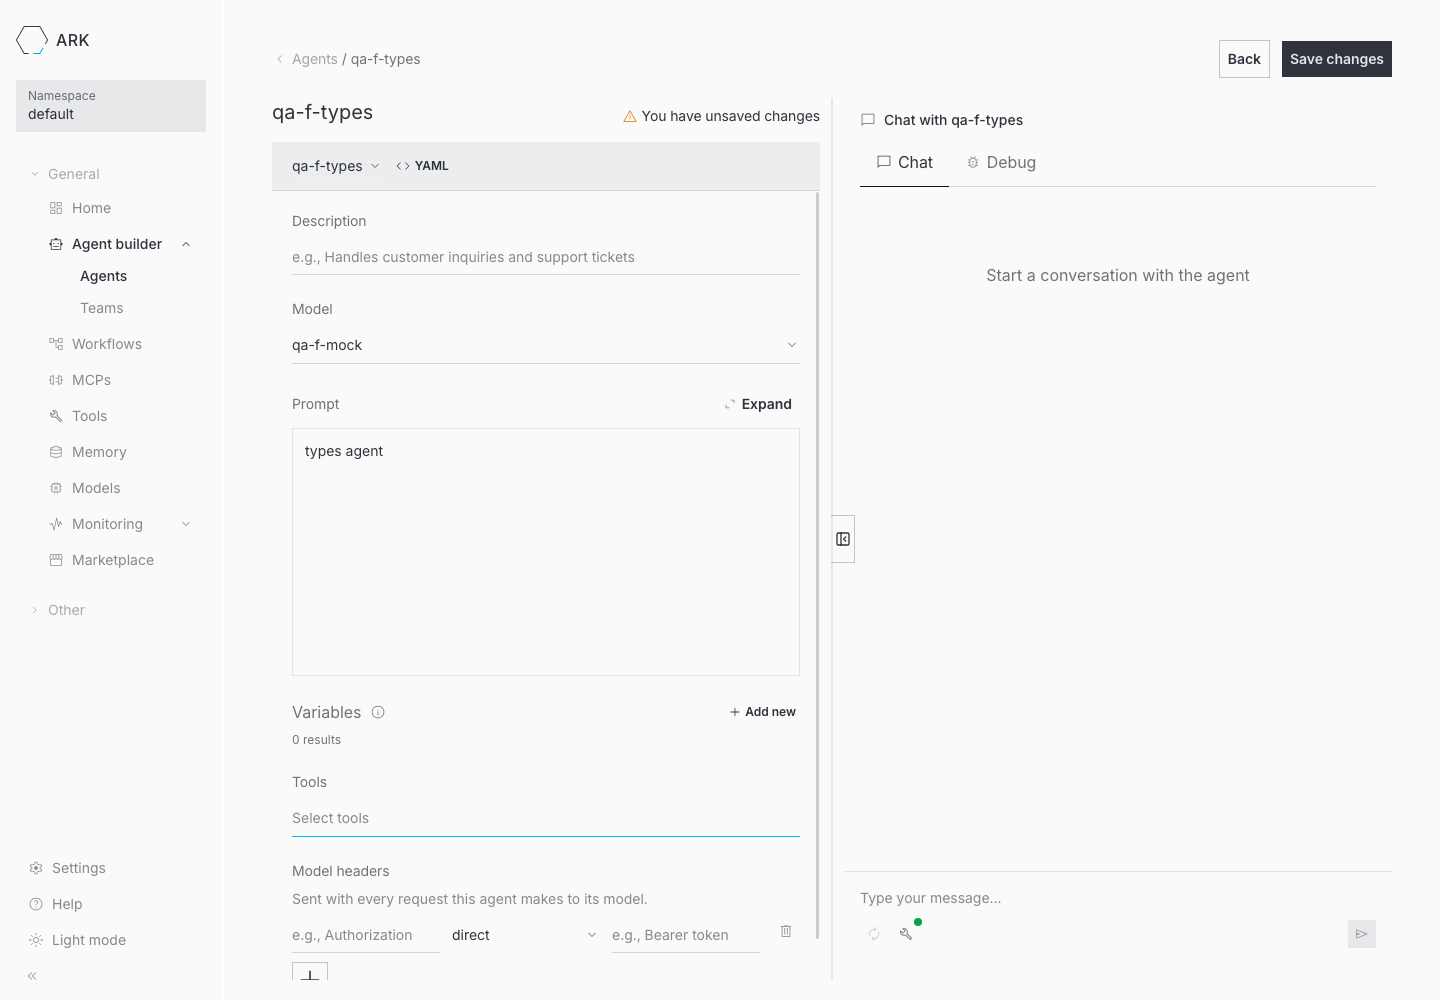 ARK
Namespace
default
General
Home
Agent builder
Agents
Teams
Workflows
MCPs
Tools
Memory
Models
Monitoring
Marketplace
Other
Settings
Help
Light mode
Agents / qa-f-types
Back
Save changes
qa-f-types
You have unsaved changes
qa-f-types
YAML
Description
e.g., Handles customer inquiries and support tickets
Model
qa-f-mock
Prompt
Expand
types agent
Variables
Add new
0 results
Tools
Select tools
Model headers
Sent with every request this agent makes to its model.
e.g., Authorization
direct
e.g., Bearer token
Chat with qa-f-types
Chat
Debug
Start a conversation with the agent
Type your message...